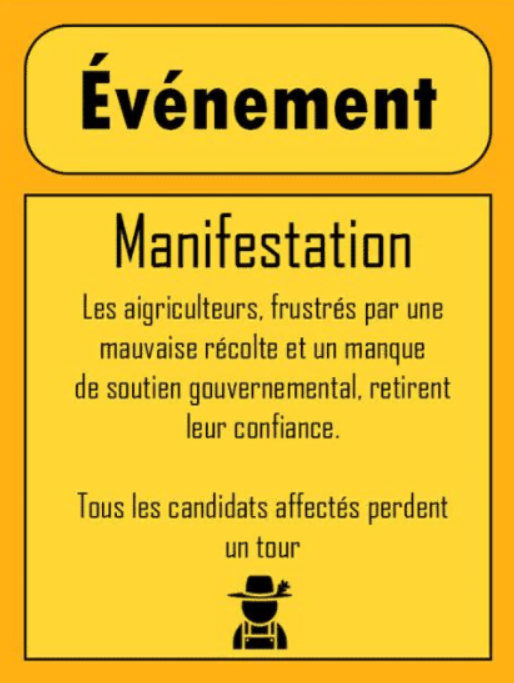 Événement
Manifestation
Les aigriculteurs, frustrés par une
mauvaise récolte et un manque
de soutien gouvernemental, retirent
leur confiance.
Tous les candidats affectés perdent
un tour